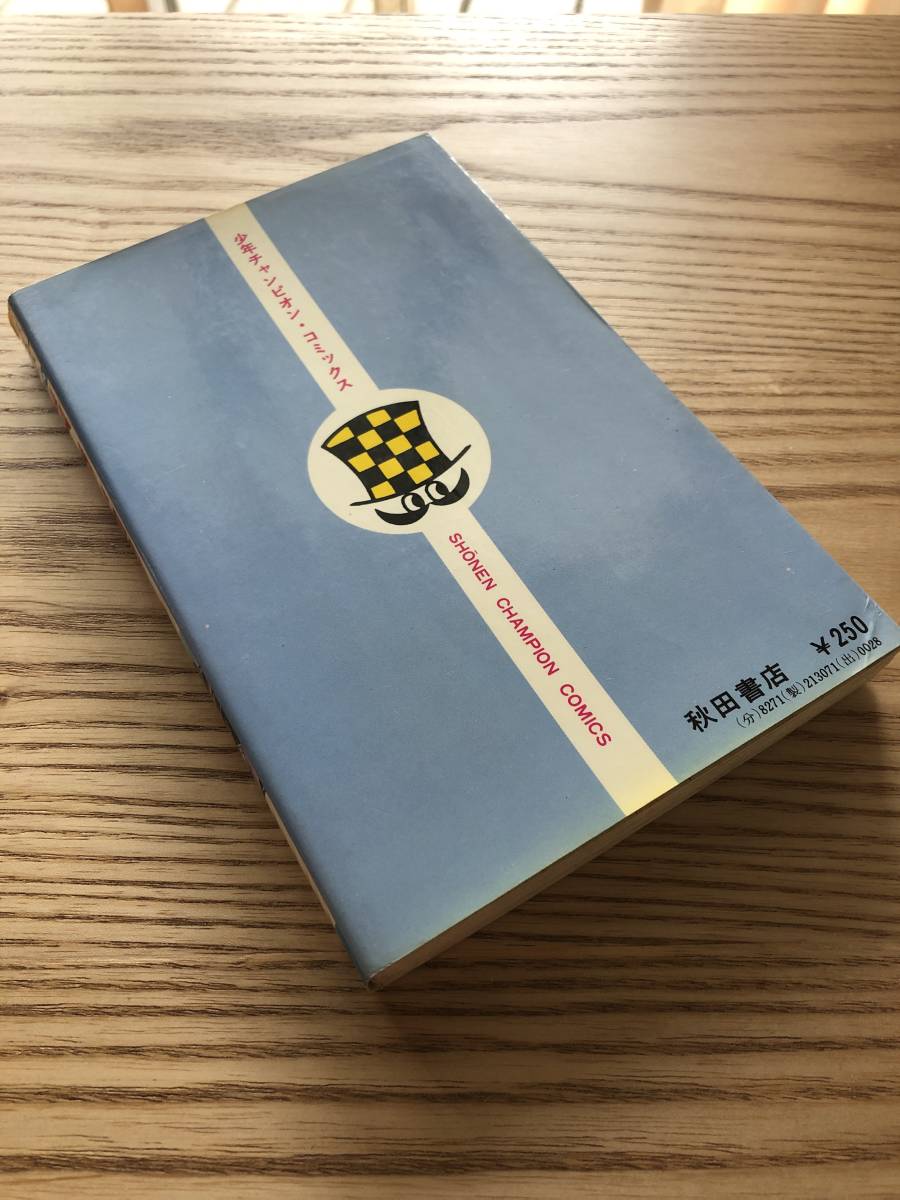 少年チャンピオン・コミックス
SHŌNEN CHAMPION COMICS
秋田書店 ¥250
(分)8271(製)213071(出)0028